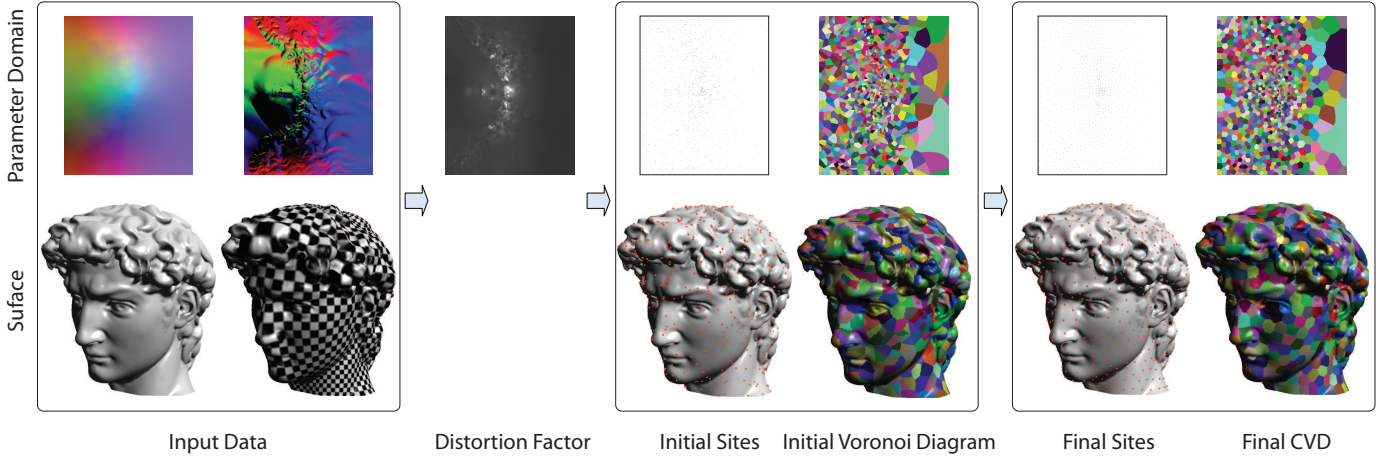 Parameter Domain
Suface
Input Data
Distortion Factor
Initial Sites
Initial Voronoi Diagram
Final Sites
Final CVD